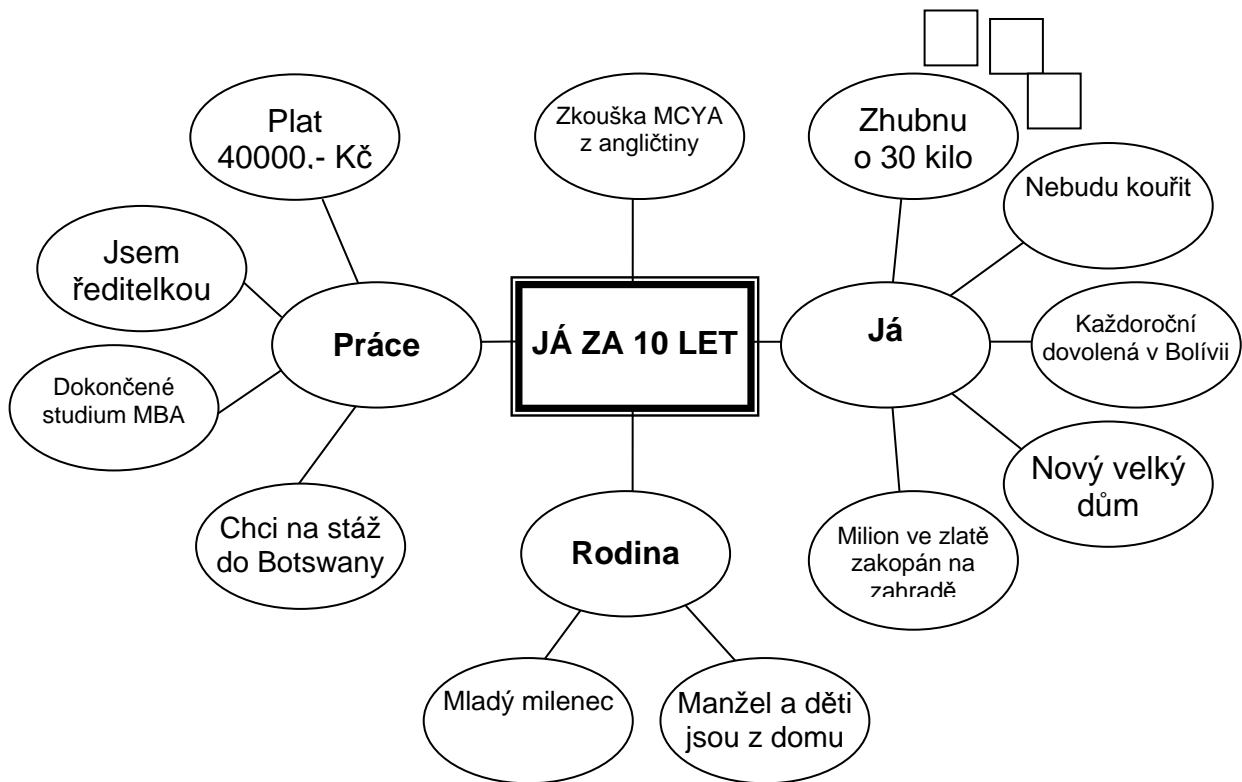 Plat
40000.- Kč
Zkouška MCYA
z angličtiny
Zhubnu
o 30 kilo
Nebudu kouřit
Jsem
ředitelkou
Práce
JÁ ZA 10 LET
Já
Každoroční
dovolená v Bolívii
Dokončené
studium MBA
Nový velký
dům
Chci na stáž
do Botswany
Rodina
Milion ve zlatě
zakopán na
zahradě
Mladý milenec
Manžel a děti
jsou z domu